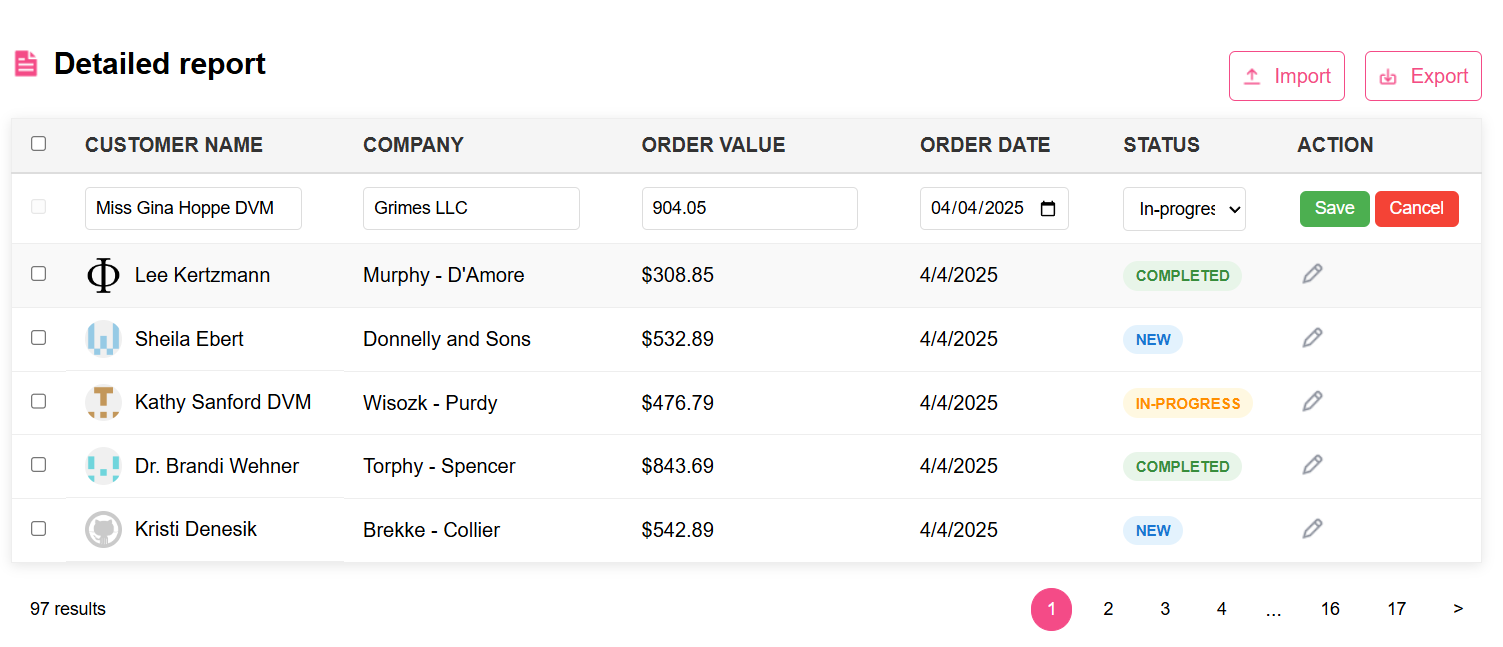 Detailed report
Import Export
CUSTOMER NAME COMPANY ORDER VALUE ORDER DATE STATUS ACTION
Miss Gina Hoppe DVM Grimes LLC 904.05 04/04/2025 In-progres Save Cancel
Lee Kertzmann Murphy - D'Amore $308.85 4/4/2025 COMPLETED
Sheila Ebert Donnelly and Sons $532.89 4/4/2025 NEW
Kathy Sanford DVM Wisozk - Purdy $476.79 4/4/2025 IN-PROGRESS
Dr. Brandi Wehner Torphy - Spencer $843.69 4/4/2025 COMPLETED
Kristi Denesik Brekke - Collier $542.89 4/4/2025 NEW
97 results 1 2 3 4 ... 16 17 >